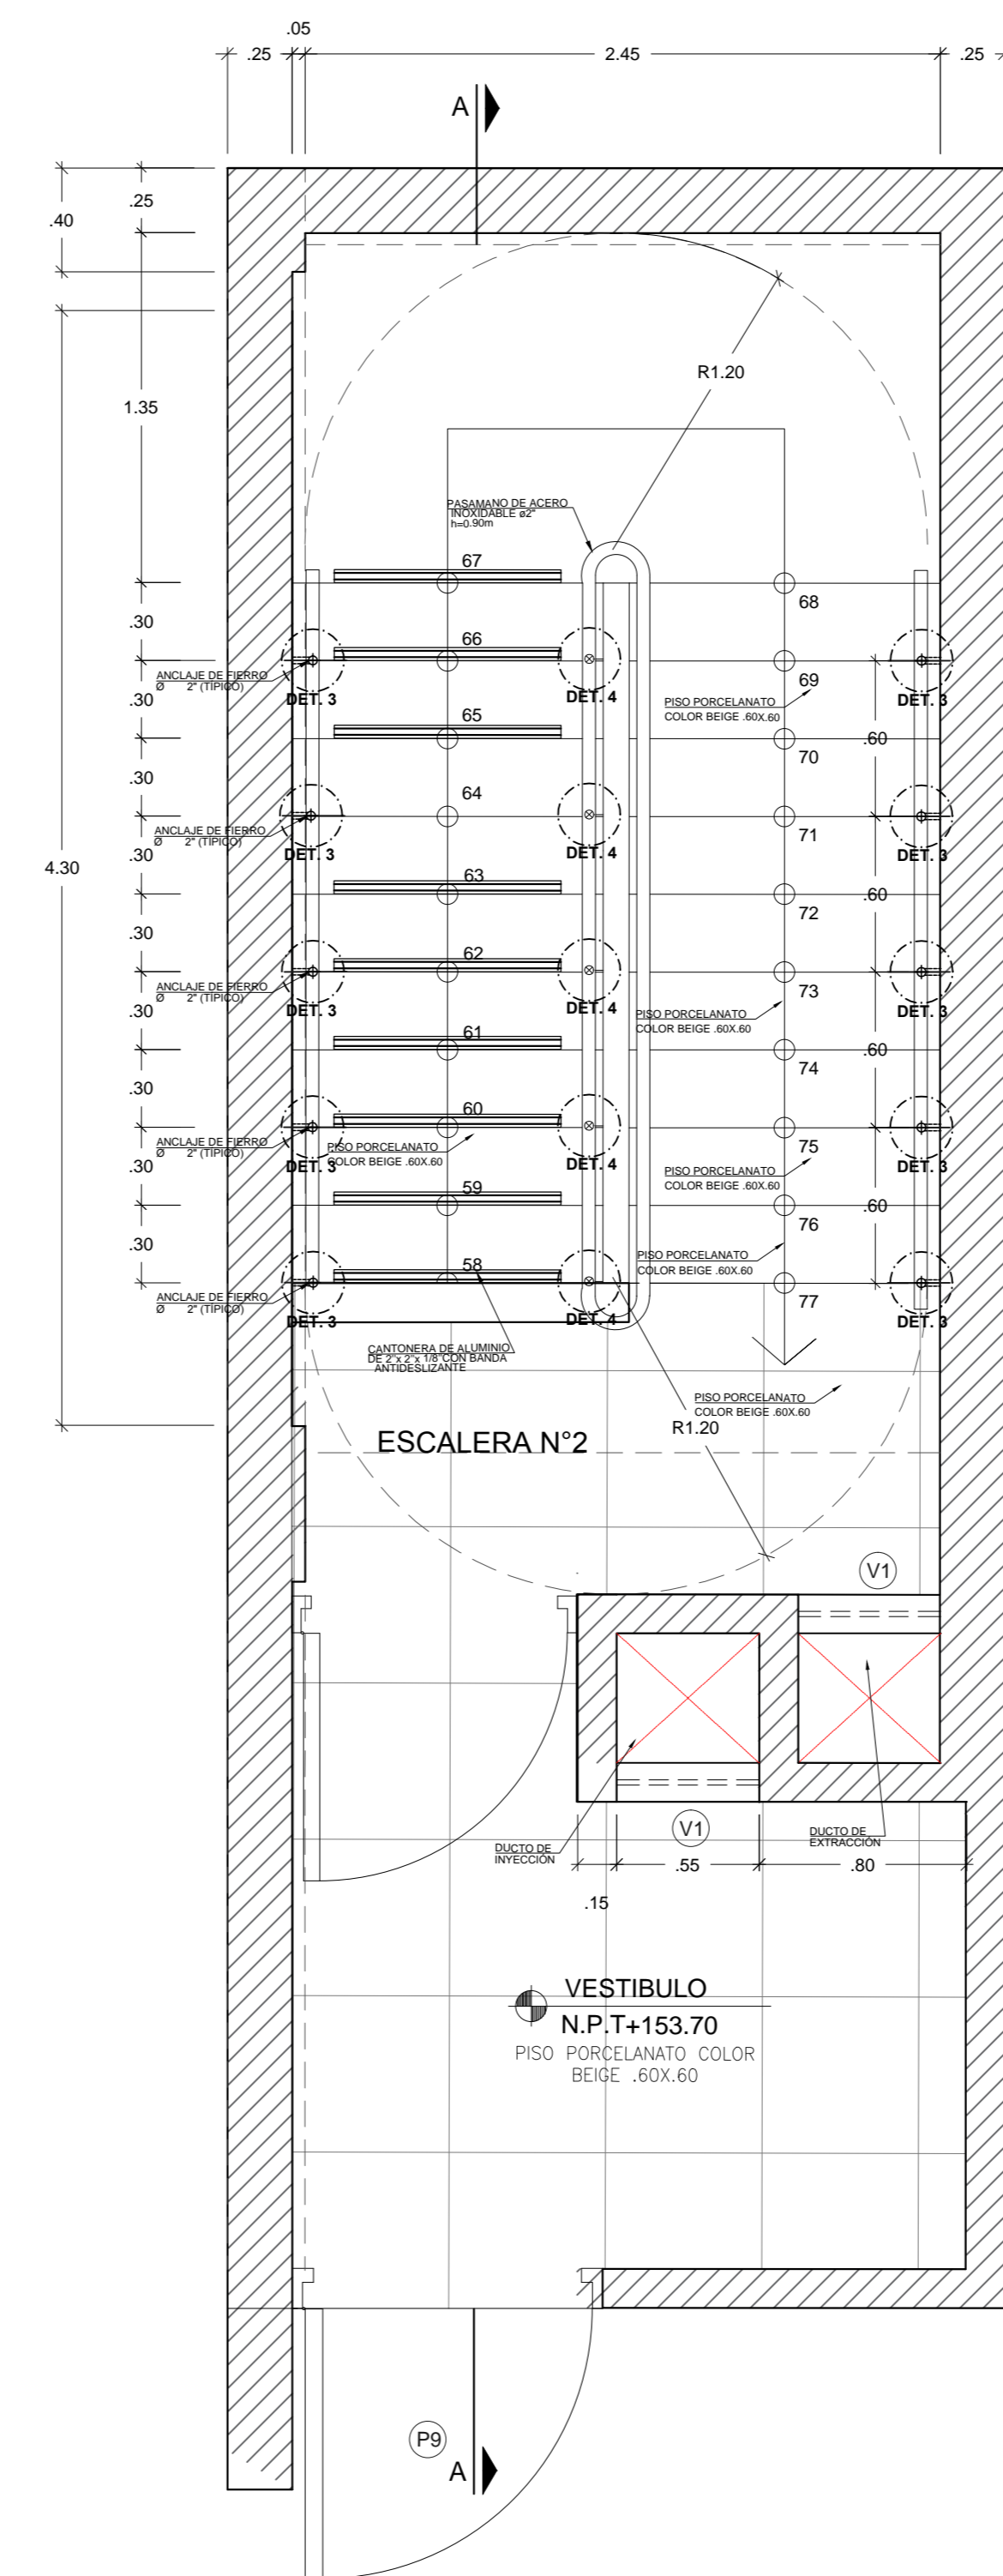 .05
.25
2.45
.25
A
.25
.40
R1.20
1.35
PASAMANO DE ACERO
INOXIDABLE ø2"
h=0.90m
67
68
.30
66
ANCLAJE DE FIERRO
Ø 2" (TÍPICO)
DET. 3
DET. 4
69
PISO PORCELANATO
COLOR BEIGE .60X.60
DET. 3
.30
65
70
.60
.30
64
71
ANCLAJE DE FIERRO
Ø 2" (TÍPICO)
DET. 3
DET. 4
DET. 3
4.30
.30
63
72
.60
.30
62
73
ANCLAJE DE FIERRO
Ø 2" (TÍPICO)
DET. 3
DET. 4
DET. 3
PISO PORCELANATO
COLOR BEIGE .60X.60
.30
61
74
.60
.30
60
75
ANCLAJE DE FIERRO
Ø 2" (TÍPICO)
DET. 3
PISO PORCELANATO
COLOR BEIGE .60X.60
DET. 4
PISO PORCELANATO
COLOR BEIGE .60X.60
DET. 3
.30
59
76
.60
.30
58
PISO PORCELANATO
COLOR BEIGE .60X.60
77
ANCLAJE DE FIERRO
Ø 2" (TÍPICO)
DET. 3
DET. 4
DET. 3
CANTONERA DE ALUMINIO
DE 2"x 2"x 1/8"CON BANDA
ANTIDESLIZANTE
PISO PORCELANATO
COLOR BEIGE .60X.60
R1.20
ESCALERA N°2
V1
V1
DUCTO DE
INYECCIÓN
DUCTO DE
EXTRACCIÓN
.55
.80
.15
VESTIBULO
N.P.T+153.70
PISO PORCELANATO COLOR
BEIGE .60X.60
P9
A